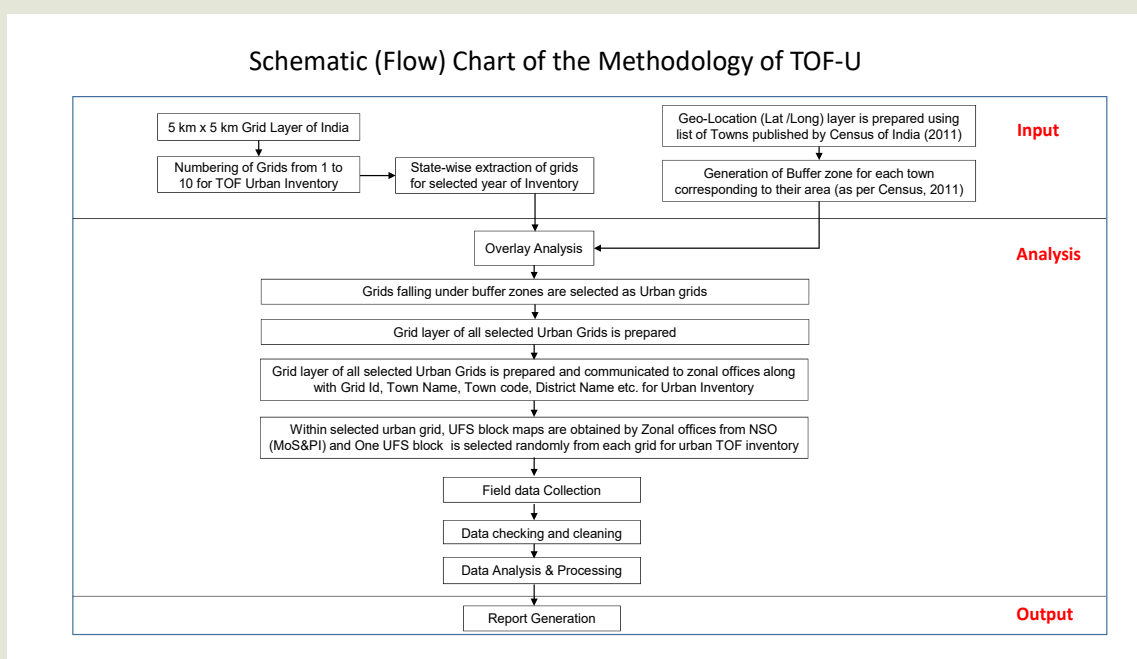 Schematic (Flow) Chart of the Methodology of TOF-U
5 km x 5 km Grid Layer of India
Numbering of Grids from 1 to
10 for TOF Urban Inventory
State-wise extraction of grids
for selected year of Inventory
Geo-Location (Lat /Long) layer is prepared using
list of Towns published by Census of India (2011)
Generation of Buffer zone for each town
corresponding to their area (as per Census, 2011)
Input
Overlay Analysis
Analysis
Grids falling under buffer zones are selected as Urban grids
Grid layer of all selected Urban Grids is prepared
Grid layer of all selected Urban Grids is prepared and communicated to zonal offices along
with Grid Id, Town Name, Town code, District Name etc. for Urban Inventory
Within selected urban grid, UFS block maps are obtained by Zonal offices from NSO
(MoS&PI) and One UFS block is selected randomly from each grid for urban TOF inventory
Field data Collection
Data checking and cleaning
Data Analysis & Processing
Report Generation
Output